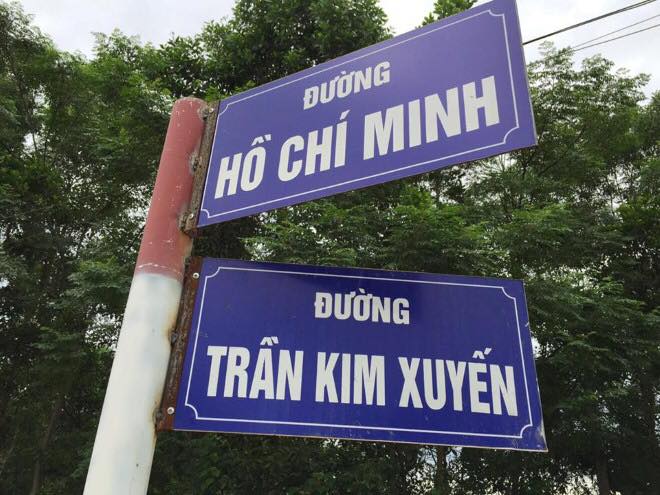 ĐƯỜNG
HỒ CHÍ MINH
ĐƯỜNG
TRẦN KIM XUYẾN